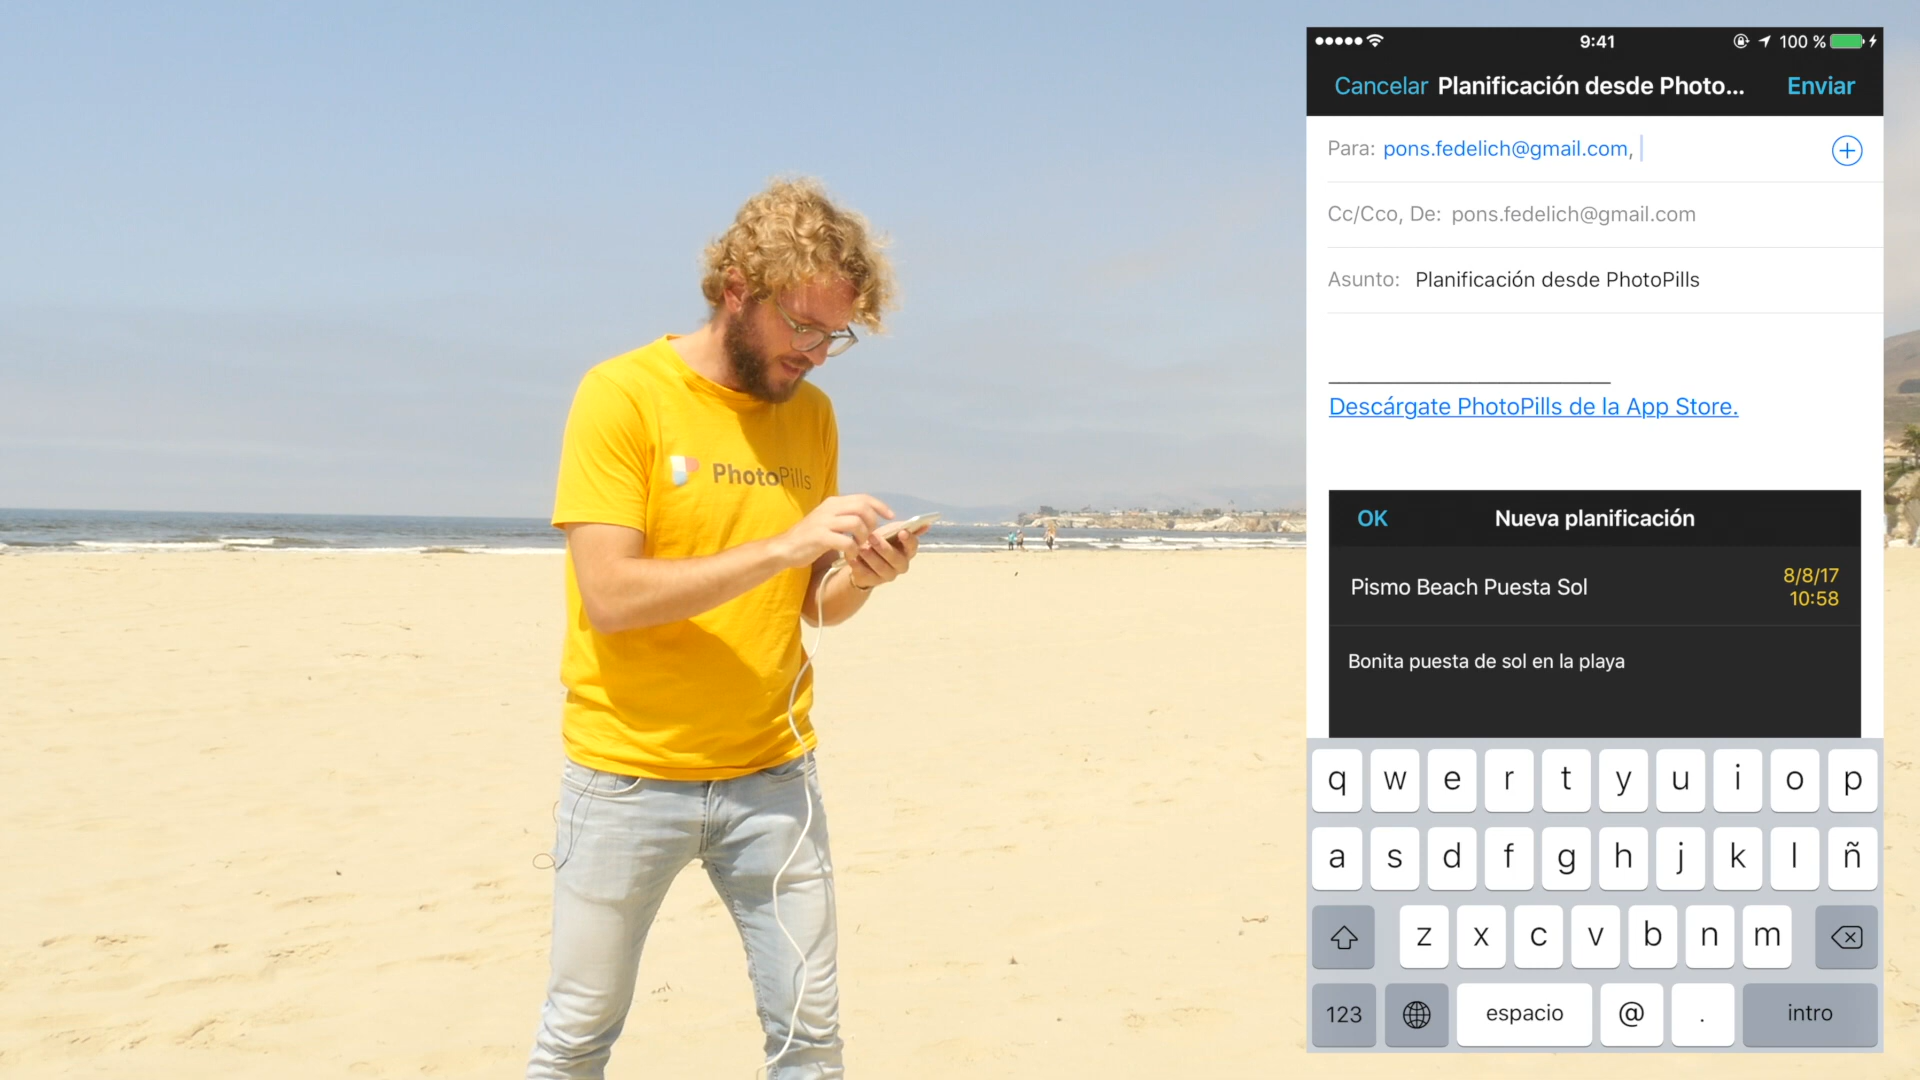 PhotoPills
9:41
100 %
Cancelar Planificación desde Photo... Enviar
Para: pons.fedelich@gmail.com,
Cc/Cco, De: pons.fedelich@gmail.com
Asunto: Planificación desde PhotoPills
Descárgate PhotoPills de la App Store.
OK Nueva planificación
Pismo Beach Puesta Sol 8/8/17
10:58
Bonita puesta de sol en la playa
q w e r t y u i o p
a s d f g h j k l ñ
z x c v b n m
123 espacio @ . intro